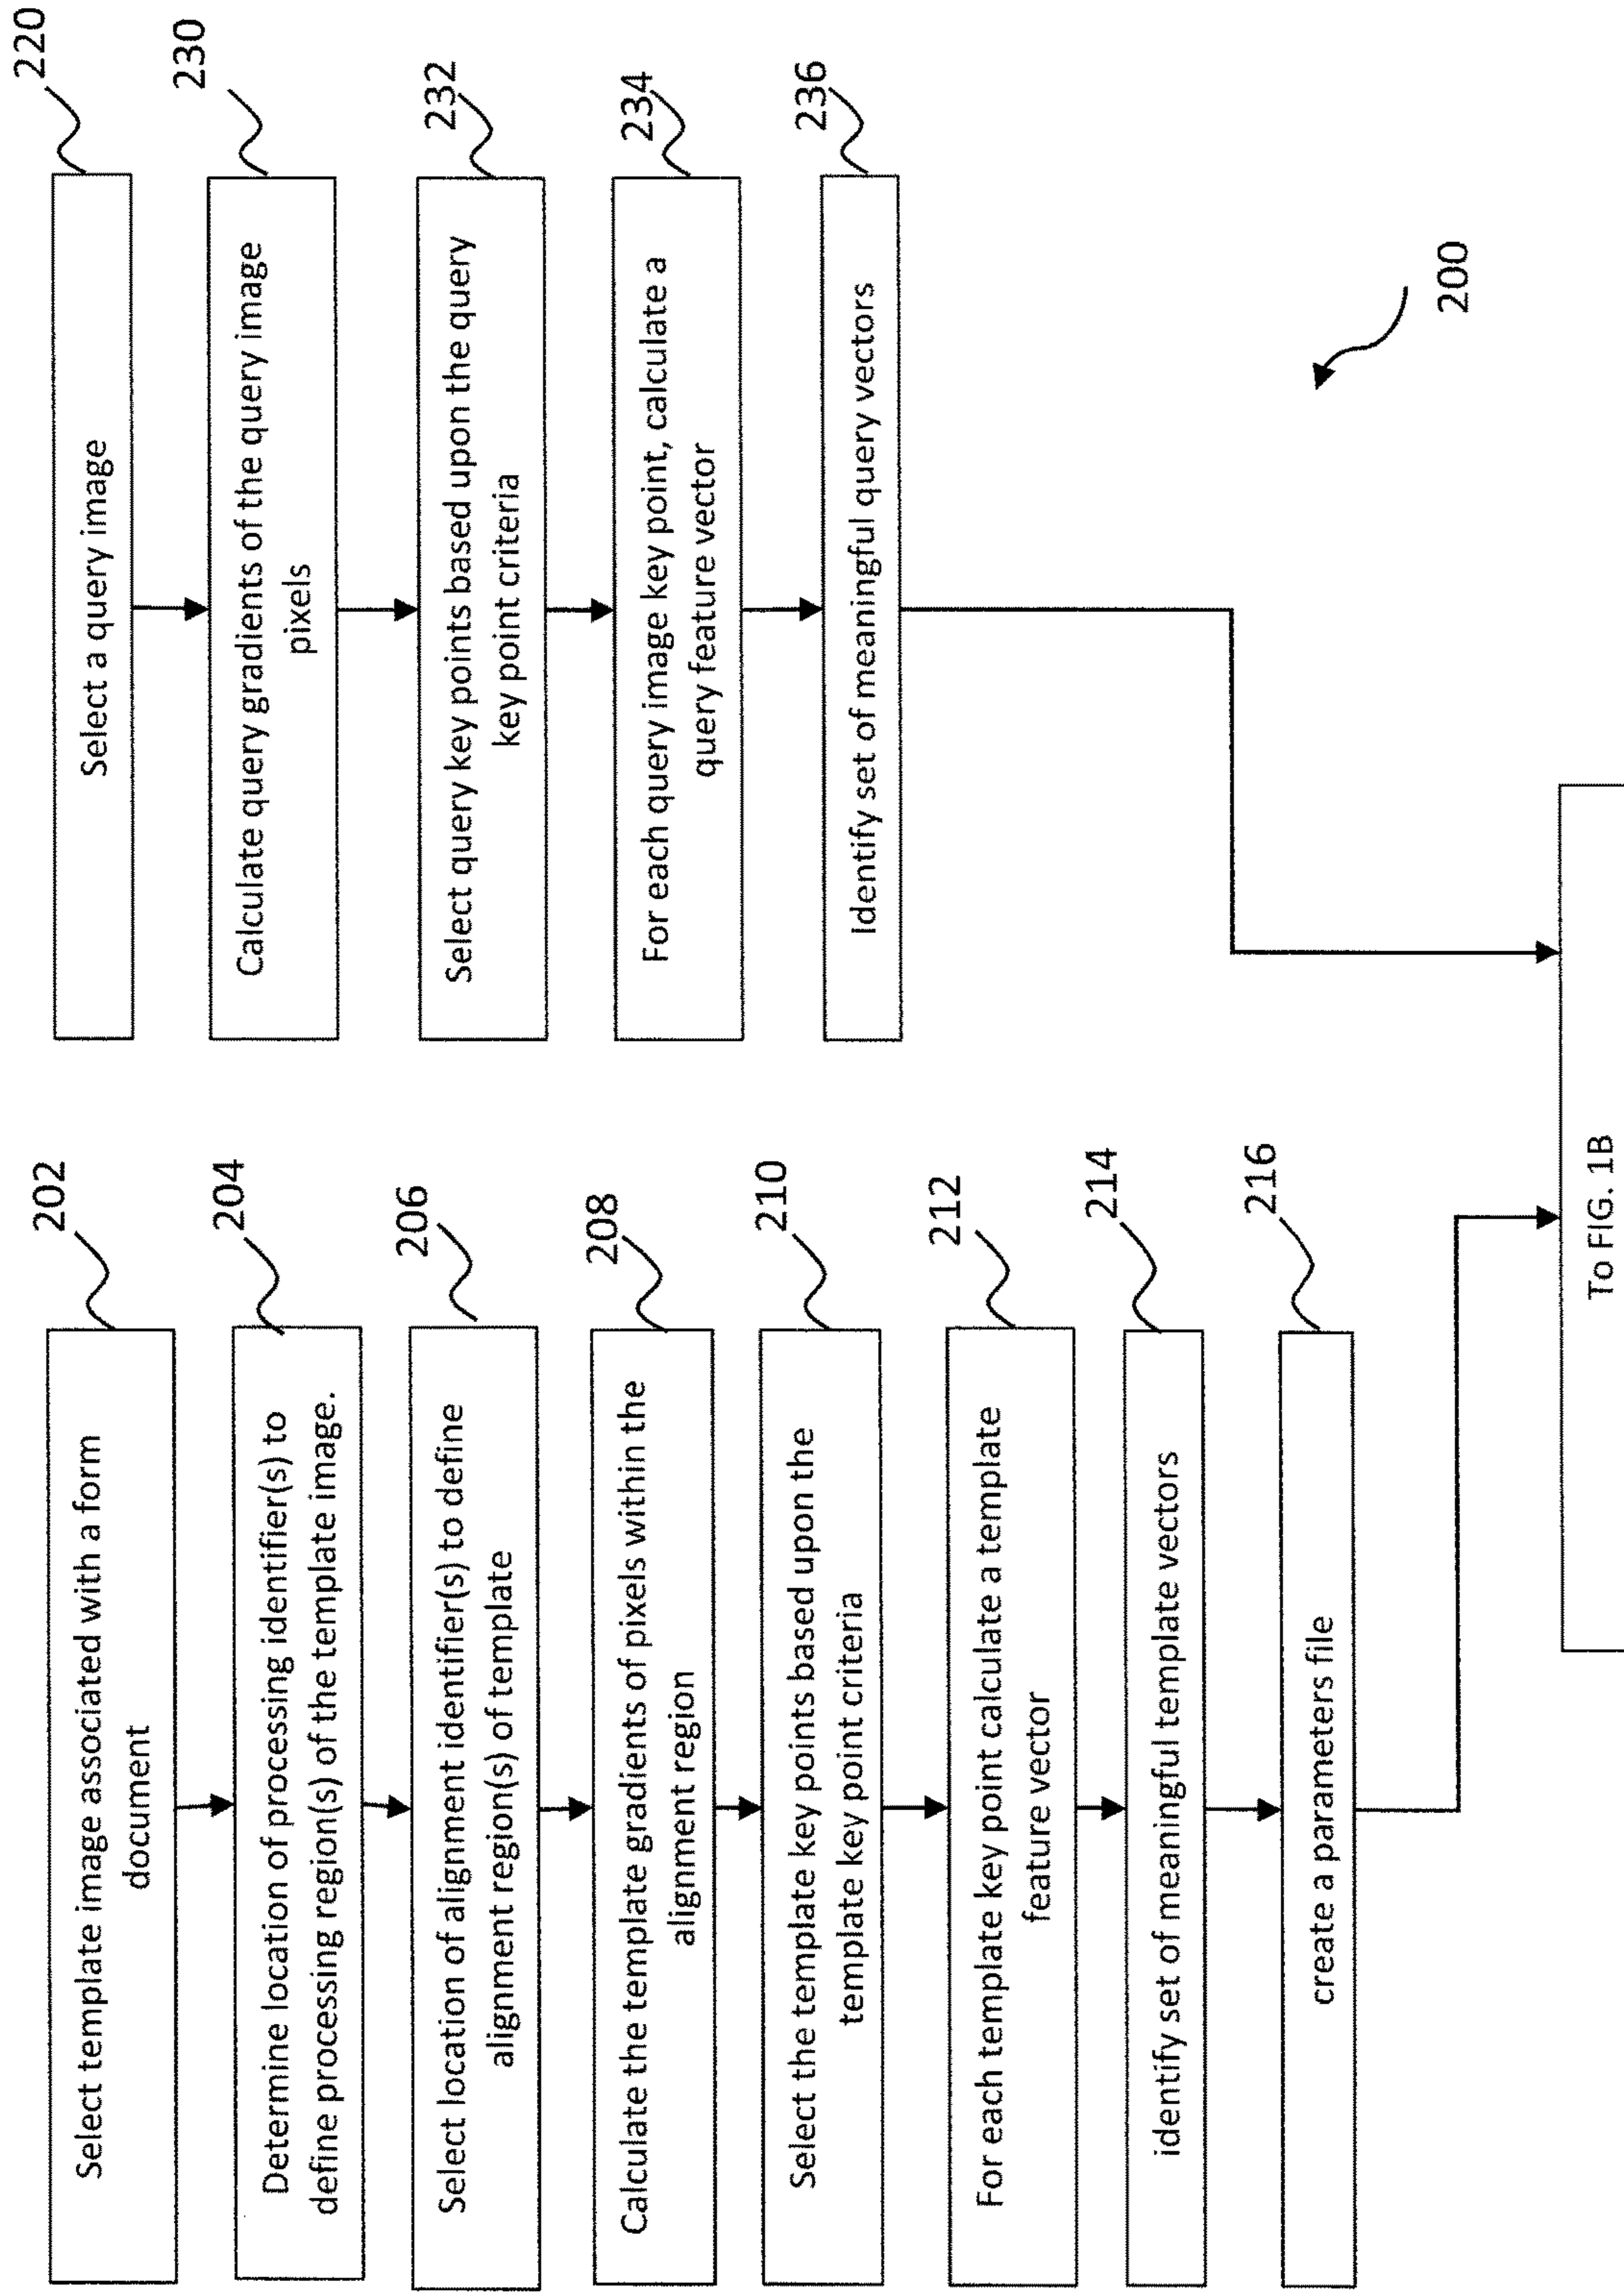 202
Select template image associated with a form
document
204
Determine location of processing identifier(s) to
define processing regions(s) of the template image.
206
Select location of alignment identifier(s) to define
alignment region(s) of template
208
Calculate the template gradients of pixels within the
alignment region
210
Select the template key points based upon the
template key point criteria
212
For each template key point calculate a template
feature vector
214
identify set of meaningful template vectors
216
create a parameters file
220
Select a query image
230
Calculate query gradients of the query image
pixels
232
Select query key points based upon the query
key point criteria
234
For each query image key point, calculate a
query feature vector
236
Identify set of meaningful query vectors
200
To FIG. 1B